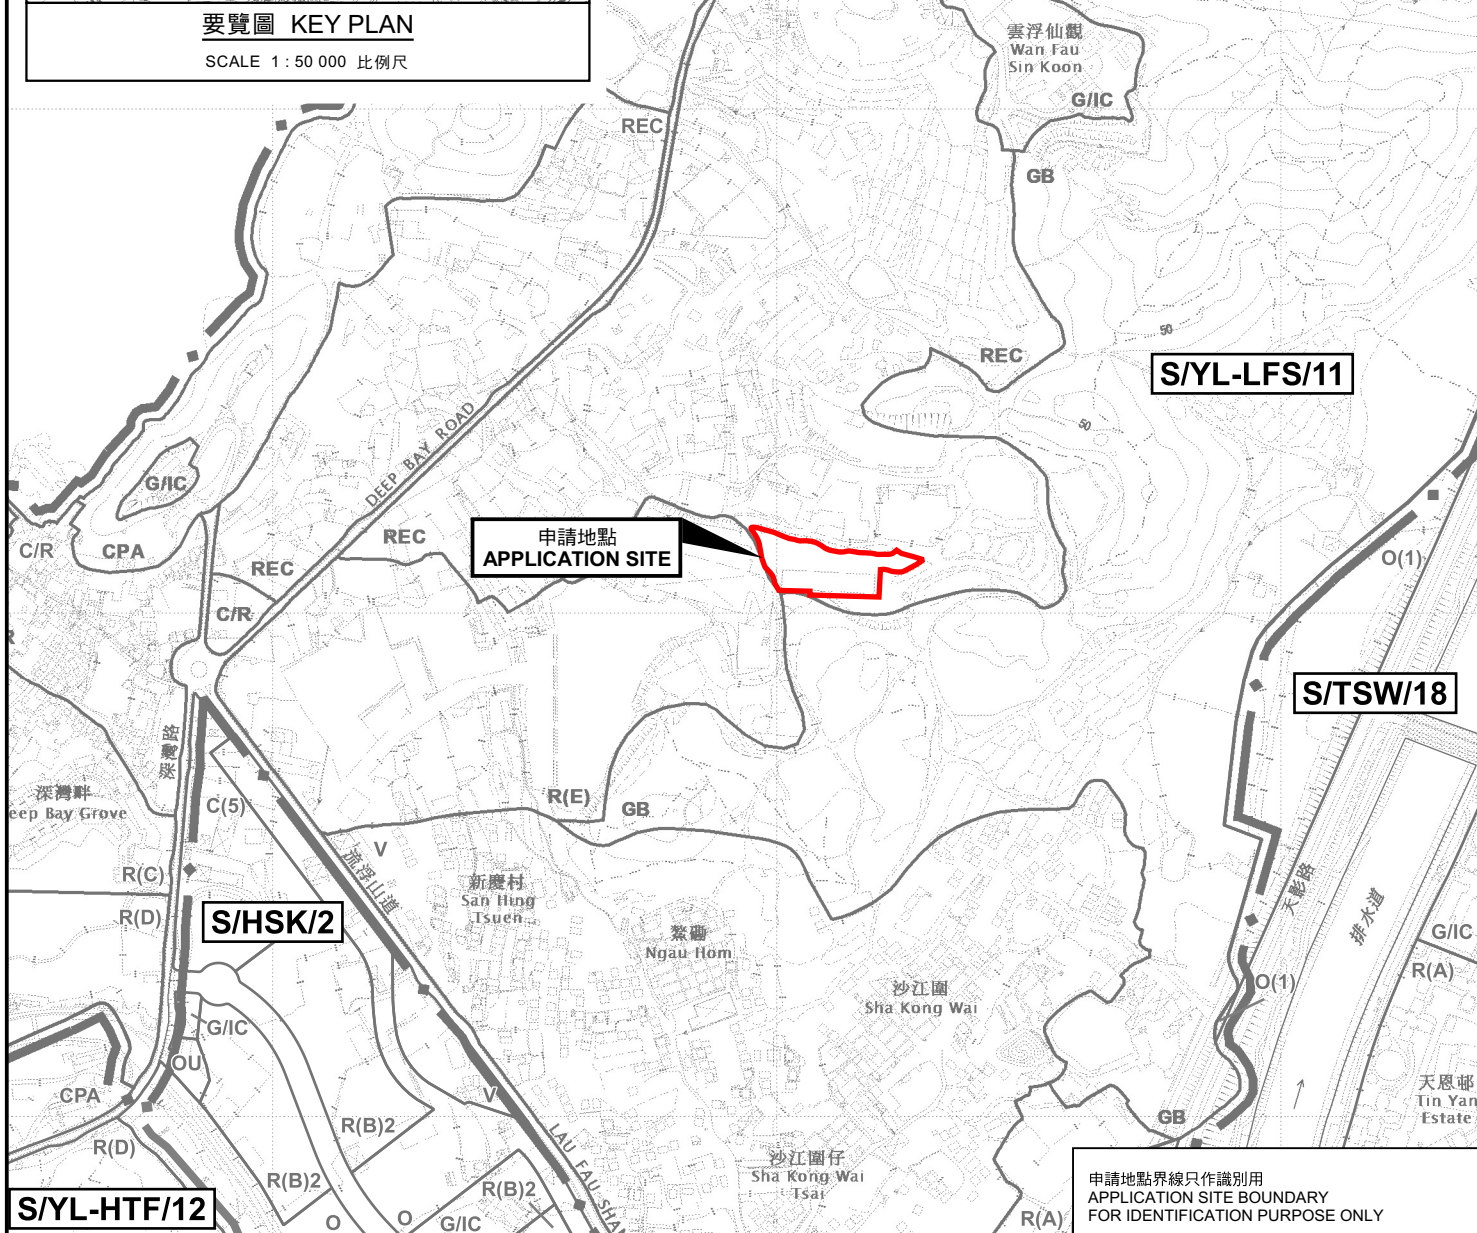 要覽圖 KEY PLAN
SCALE 1 : 50 000 比例尺
雲浮仙觀
Wan Fau
Sin Koon
G/IC
REC
GB
50
REC
S/YL-LFS/11
50
DEEP BAY ROAD
G/IC
C/R
CPA
REC
REC
C/R
申請地點
APPLICATION SITE
O(1)
R
S/TSW/18
深灣路
深灣畔
eep Bay Grove
C(5)
R(E)
GB
V
流浮山道
R(C)
R(D)
S/HSK/2
新慶村
San Hing
Tsuen
鰲磡
Ngau Hom
天影路
排水道
G/IC
R(A)
沙江圍
Sha Kong Wai
O(1)
G/IC
OU
CPA
V
天恩邨
Tin Yan
Estate
R(B)2
R(D)
GB
LAU FAU SHAN
沙江圍仔
Sha Kong Wai
Tsai
R(B)2
R(B)2
S/YL-HTF/12
O
O
G/IC
R(A)
申請地點界線只作識別用
APPLICATION SITE BOUNDARY
FOR IDENTIFICATION PURPOSE ONLY